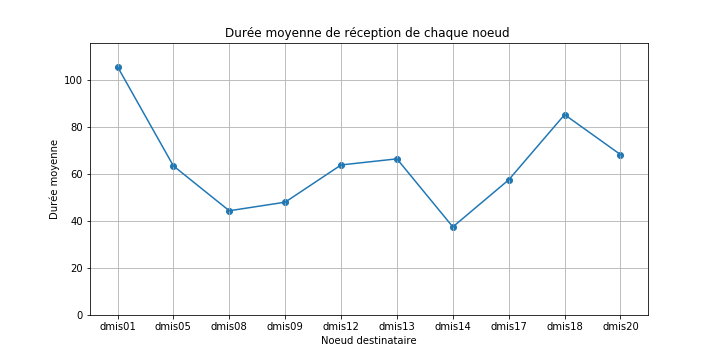 Durée moyenne de réception de chaque noeud
Durée moyenne
100
80
60
40
20
0
dmis01 dmis05 dmis08 dmis09 dmis12 dmis13 dmis14 dmis17 dmis18 dmis20
Noeud destinataire